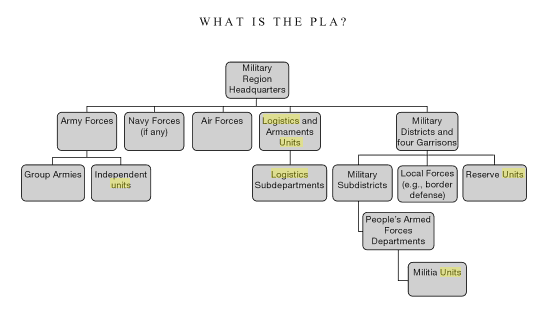 WHAT IS THE PLA?
Military
Region
Headquarters
Army Forces
Navy Forces
(if any)
Air Forces
Logistics and
Armaments
Units
Military
Districts and
four Garrisons
Group Armies
Independent
units
Logistics
Subdepartments
Military
Subdistricts
Local Forces
(e.g., border
defense)
Reserve Units
People's Armed
Forces
Departments
Militia Units